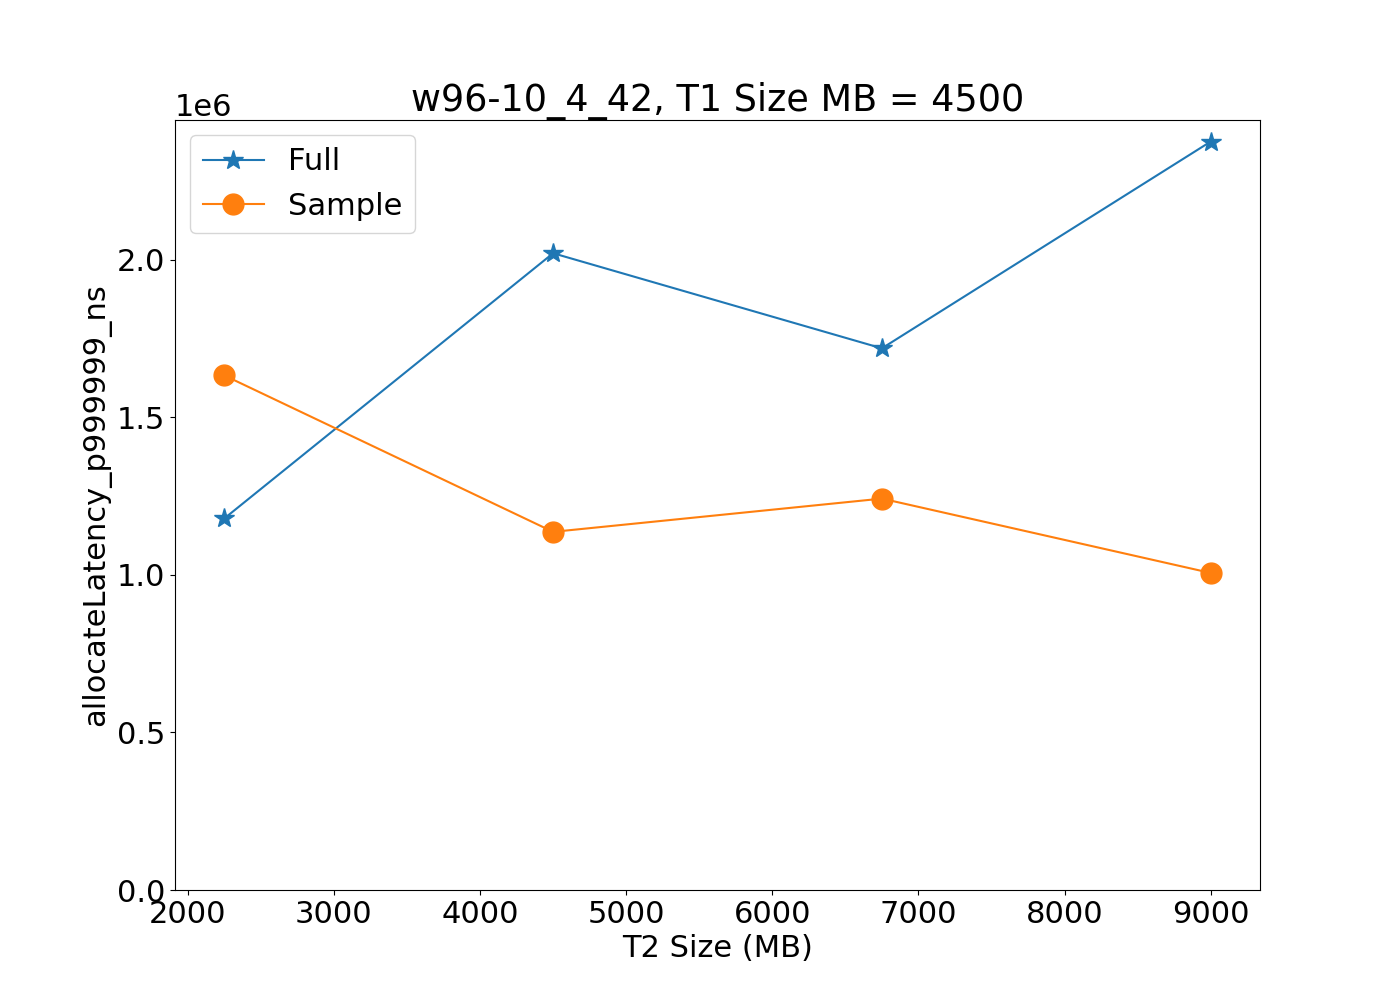 w96-10_4_42, T1 Size MB = 4500
1e6
Full
Sample
2.0
1.5
1.0
0.5
0.0
allocateLatency_p999999_ns
2000 3000 4000 5000 6000 7000 8000 9000
T2 Size (MB)